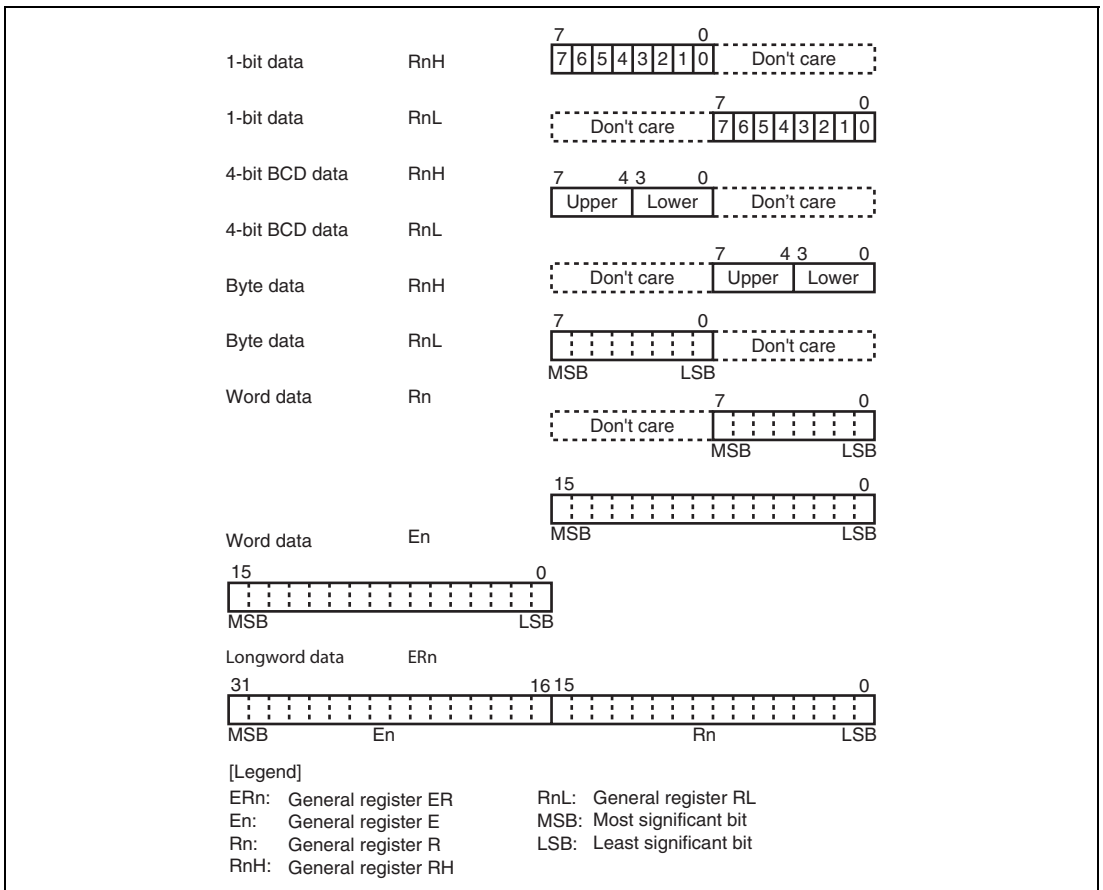 7 0
1-bit data RnH 7 6 5 4 3 2 1 0 Don't care
7 0
1-bit data RnL Don't care 7 6 5 4 3 2 1 0
4-bit BCD data RnH 7 4 3 0
Upper Lower Don't care
4-bit BCD data RnL
7 4 3 0
Byte data RnH Don't care Upper Lower
7 0
Byte data RnL Don't care
MSB LSB
Word data Rn 7 0
Don't care
MSB LSB
15 0
MSB LSB
Word data En
15 0
MSB LSB
Longword data ERn
31 16 15 0
MSB En Rn LSB
[Legend]
ERn: General register ER RnL: General register RL
En: General register E MSB: Most significant bit
Rn: General register R LSB: Least significant bit
RnH: General register RH